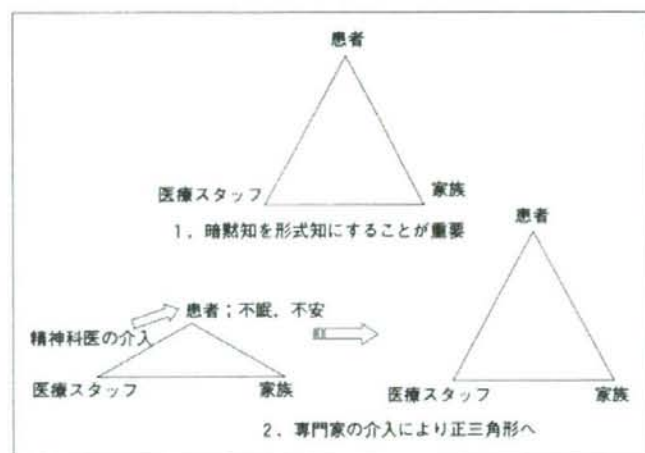 患者
医療スタッフ
家族
1、暗黙知を形式知にすることが重要
患者；不眠、不安
精神科医の介入
医療スタッフ
家族
患者
医療スタッフ
家族
2、専門家の介入により正三角形へ